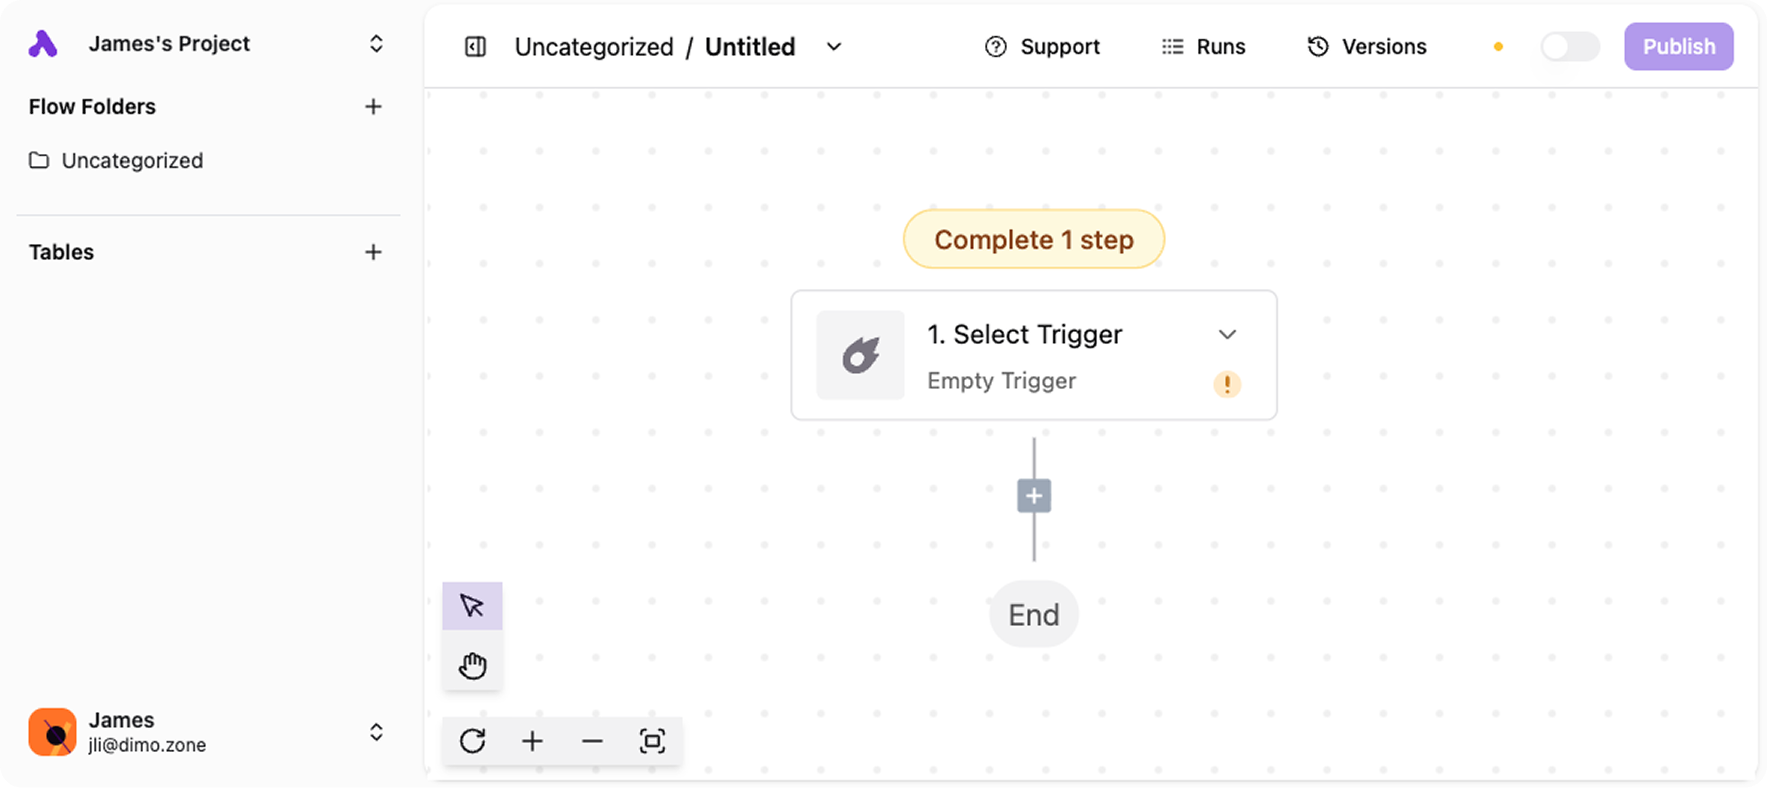 James's Project
Flow Folders
Uncategorized
Tables
James
jli@dimo.zone
Uncategorized / Untitled
Support
Runs
Versions
Publish
Complete 1 step
1. Select Trigger
Empty Trigger
End